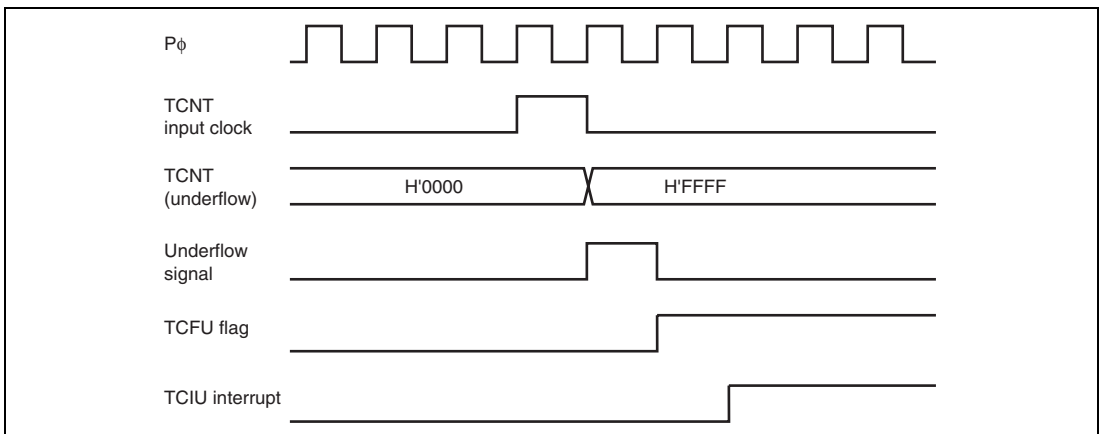 Pϕ
TCNT
input clock
TCNT
(underflow)
H'0000
H'FFFF
Underflow
signal
TCFU flag
TCIU interrupt